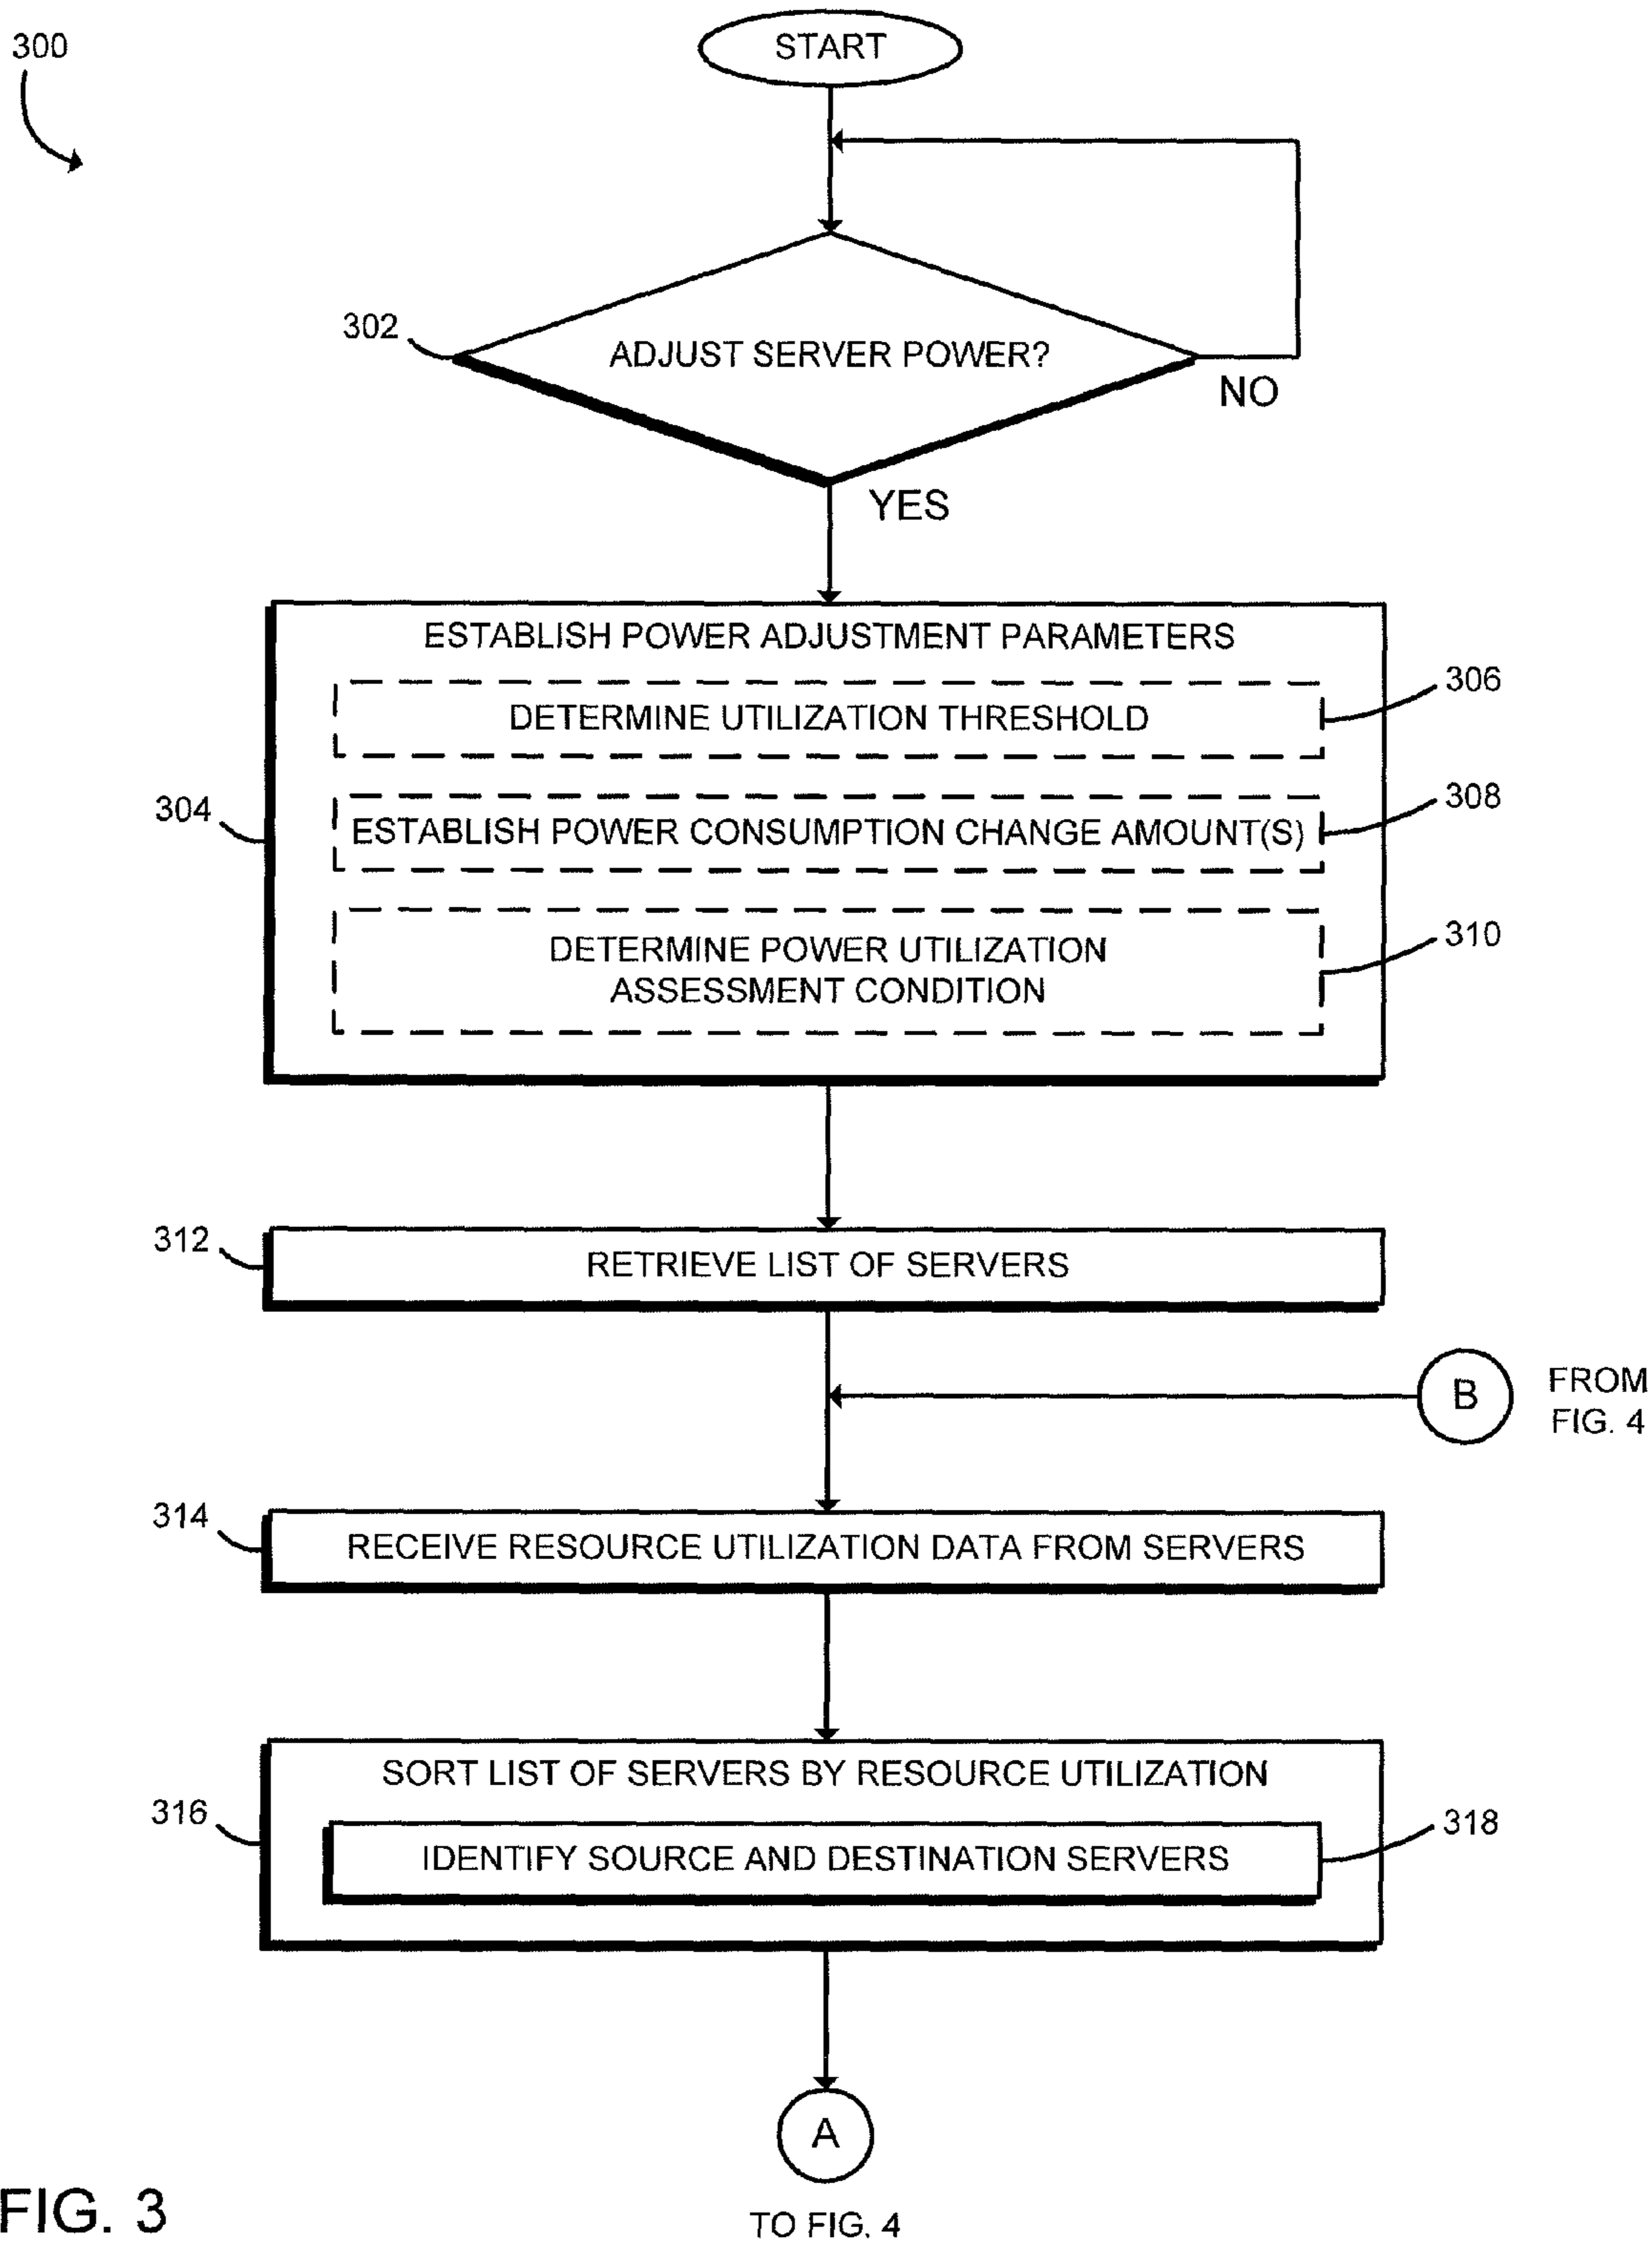 300
START
302
ADJUST SERVER POWER?
NO
YES
ESTABLISH POWER ADJUSTMENT PARAMETERS
306
DETERMINE UTILIZATION THRESHOLD
304
308
ESTABLISH POWER CONSUMPTION CHANGE AMOUNT(S)
310
DETERMINE POWER UTILIZATION
ASSESSMENT CONDITION
312
RETRIEVE LIST OF SERVERS
B
FROM
FIG. 4
314
RECEIVE RESOURCE UTILIZATION DATA FROM SERVERS
SORT LIST OF SERVERS BY RESOURCE UTILIZATION
316
318
IDENTIFY SOURCE AND DESTINATION SERVERS
A
FIG. 3
TO FIG. 4